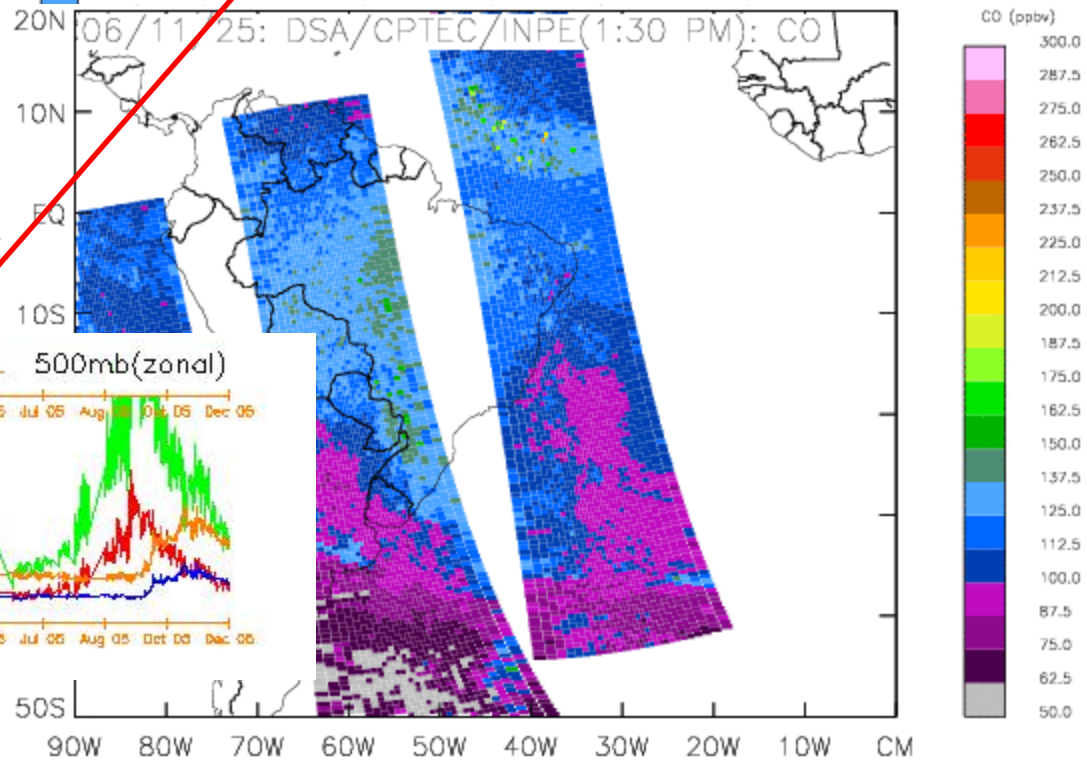 CO (ppbv)
20N
06/11/25: DSA/CPTEC/INPE(1:30 PM): CO
300.0
287.5
275.0
262.5
250.0
237.5
225.0
212.5
200.0
187.5
175.0
162.5
150.0
137.5
125.0
112.5
100.0
87.5
75.0
62.5
50.0
10N
EQ
10S
500mb(zonal)
Jul 05 Aug 05 Oct 05 Dec 05
Jul 05 Aug 05 Oct 05 Dec 05
50S
90W 80W 70W 60W 50W 40W 30W 20W 10W CM